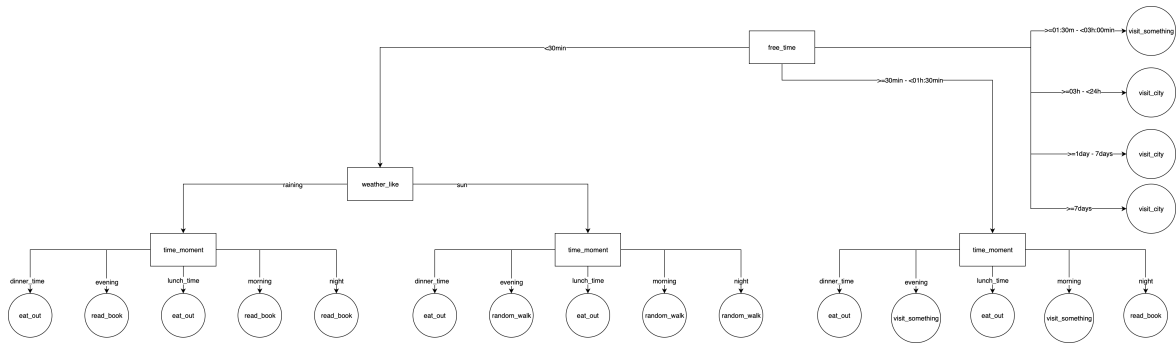 >=01:30m - <03h:00min
visit_something
<30min
free_time
>=30min - <01h:30min
>=03h - <24h
visit_city
>=1day - 7days
visit_city
raining
weather_like
sun
>=7days
visit_city
time_moment
time_moment
time_moment
dinner_time
evening
lunch_time
morning
night
dinner_time
evening
lunch_time
morning
night
dinner_time
evening
lunch_time
morning
night
eat_out
read_book
eat_out
read_book
read_book
eat_out
random_walk
eat_out
random_walk
random_walk
eat_out
visit_something
eat_out
visit_something
read_book